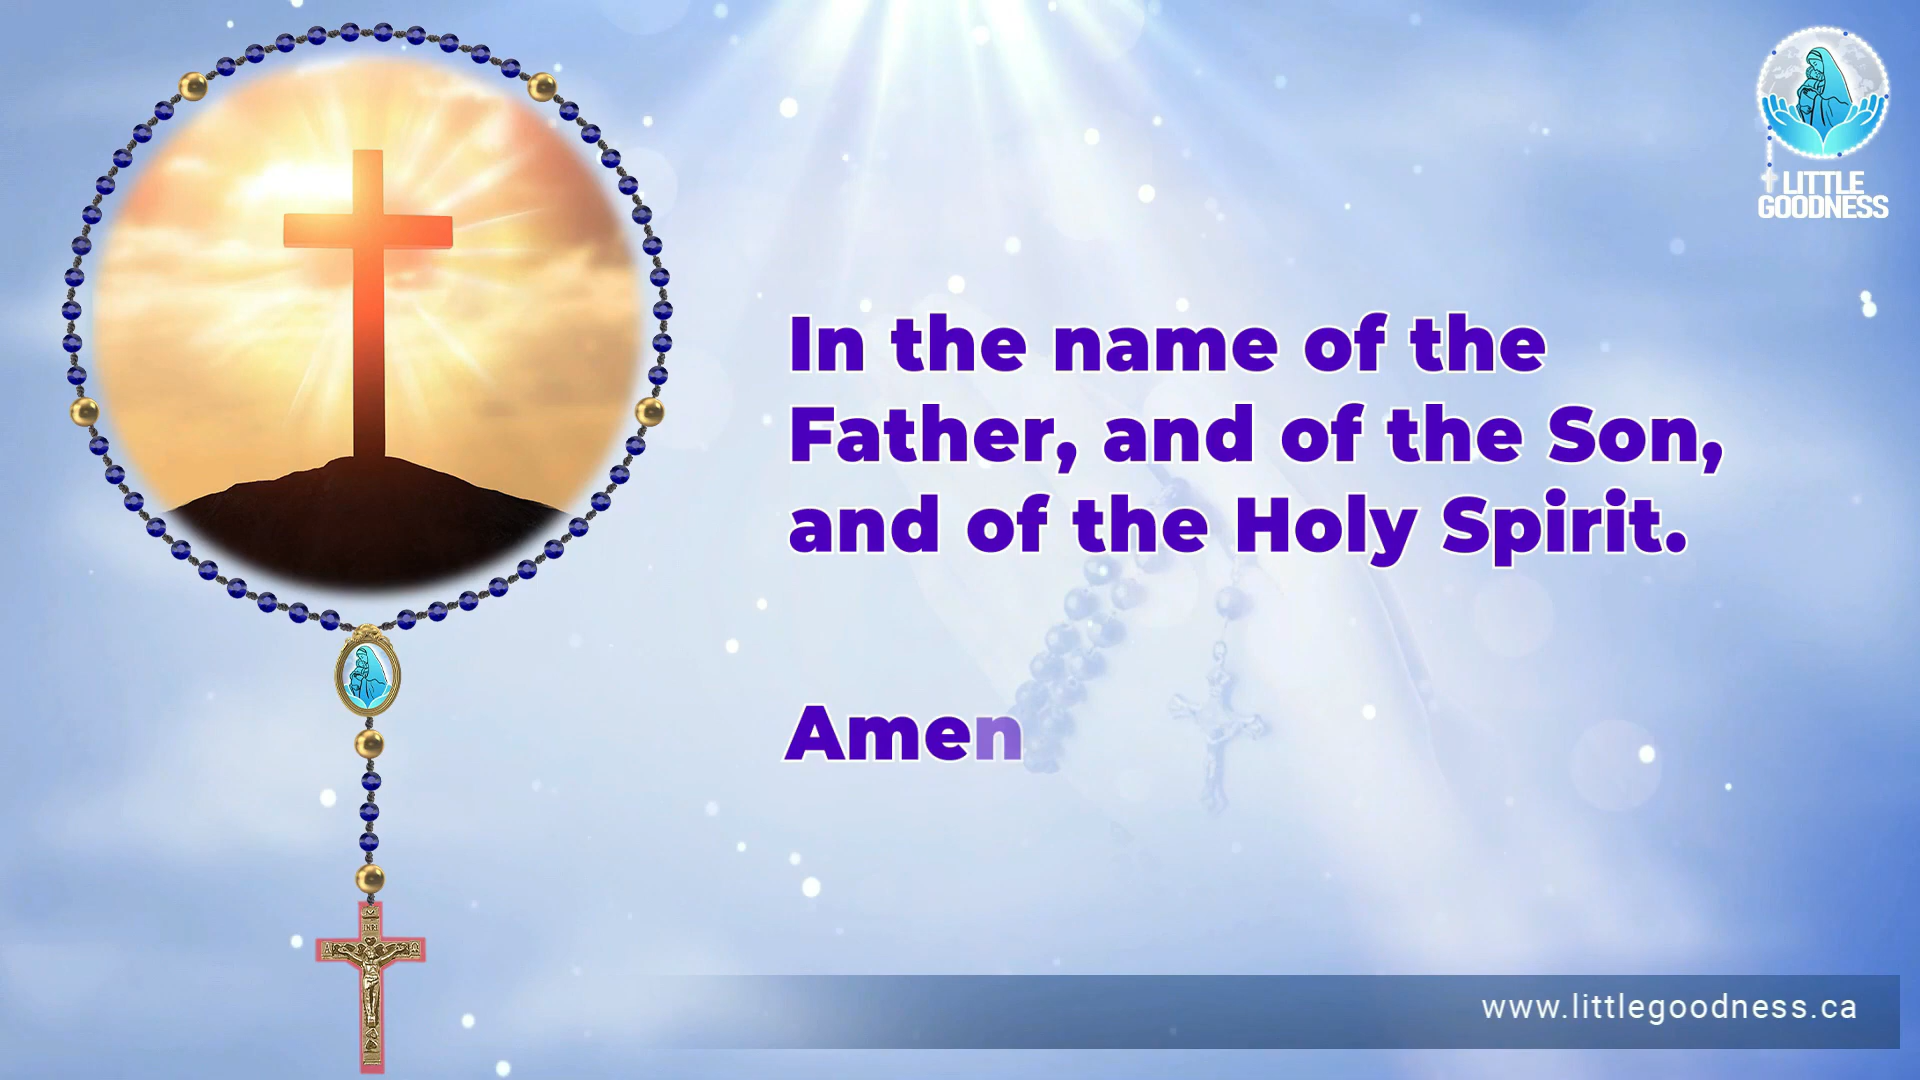 LITTLE
GOODNESS
In the name of the
Father, and of the Son,
and of the Holy Spirit.
Amen
INRI
A Ω
www.littlegoodness.ca